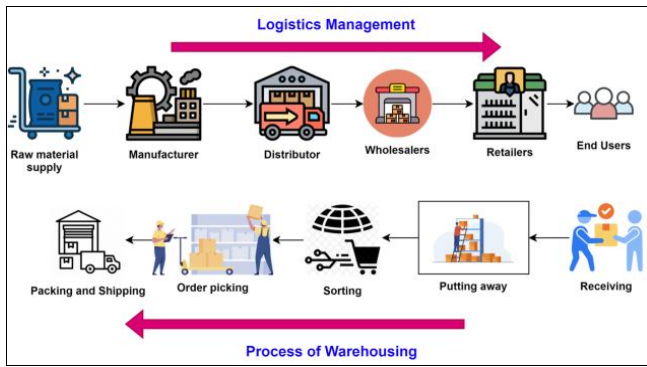 Logistics Management
Raw material
supply
Manufacturer
Distributor
Wholesalers
Retailers
End Users
Packing and Shipping
Order picking
Sorting
Putting away
Receiving
Process of Warehousing